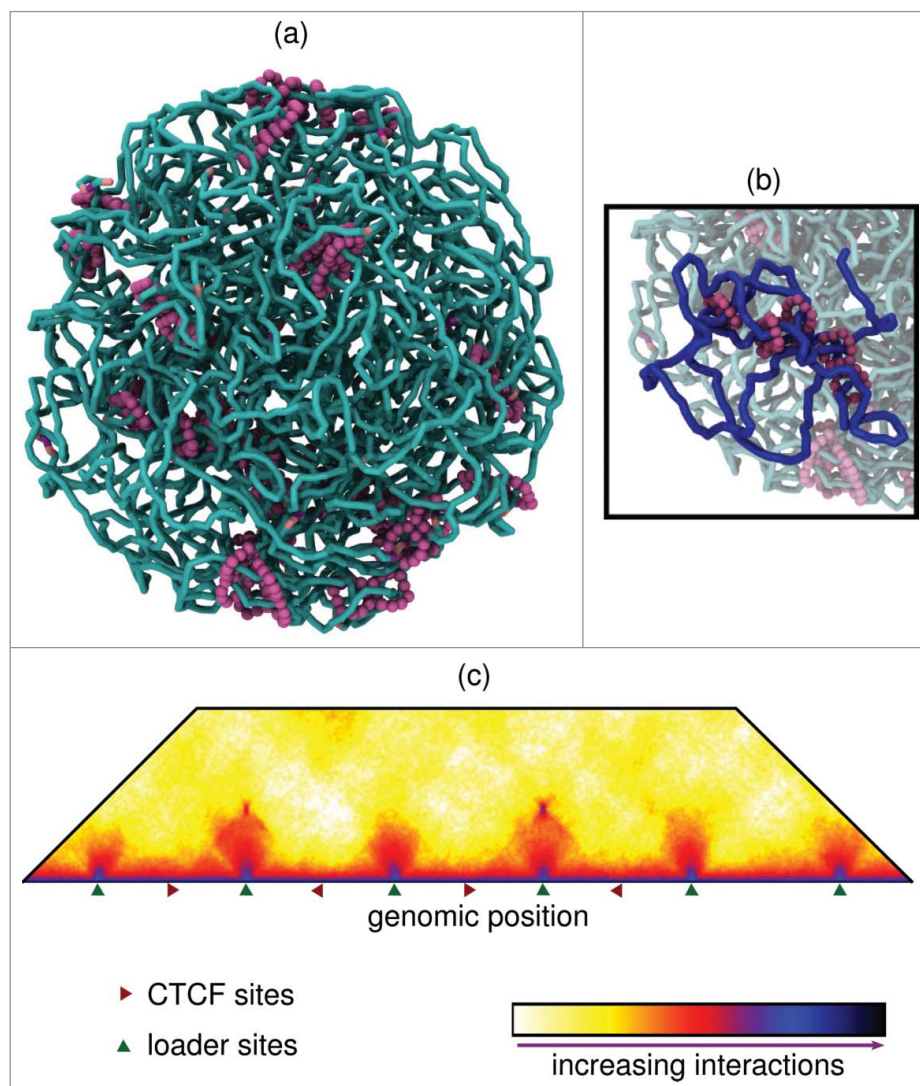 (a)
(b)
(c)
genomic position
CTCF sites
loader sites
increasing interactions